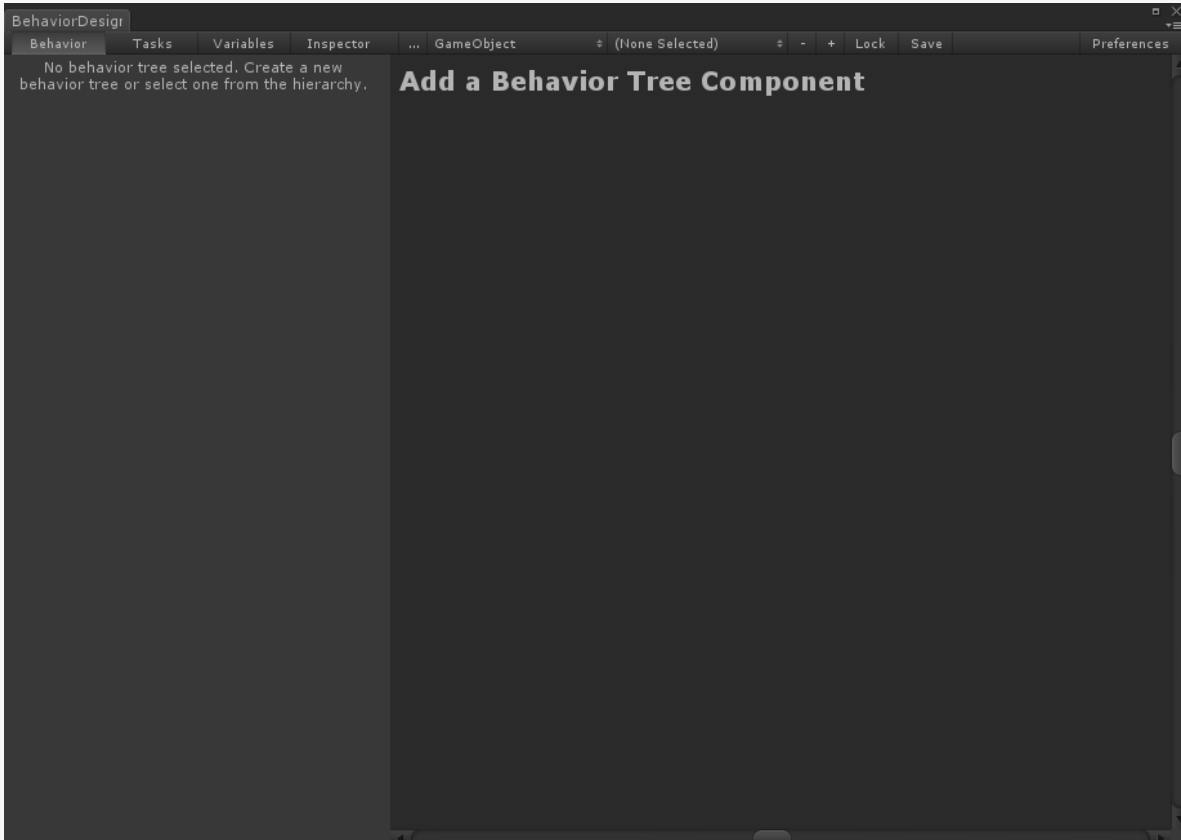 BehaviorDesigr
Behavior Tasks Variables Inspector ... GameObject (None Selected) - + Lock Save Preferences
No behavior tree selected. Create a new
behavior tree or select one from the hierarchy.
Add a Behavior Tree Component